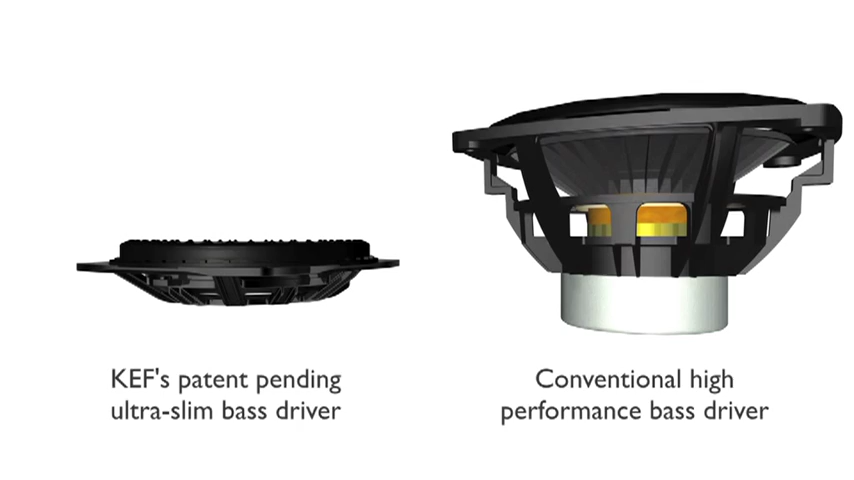 KEF's patent pending
ultra-slim bass driver
Conventional high
performance bass driver